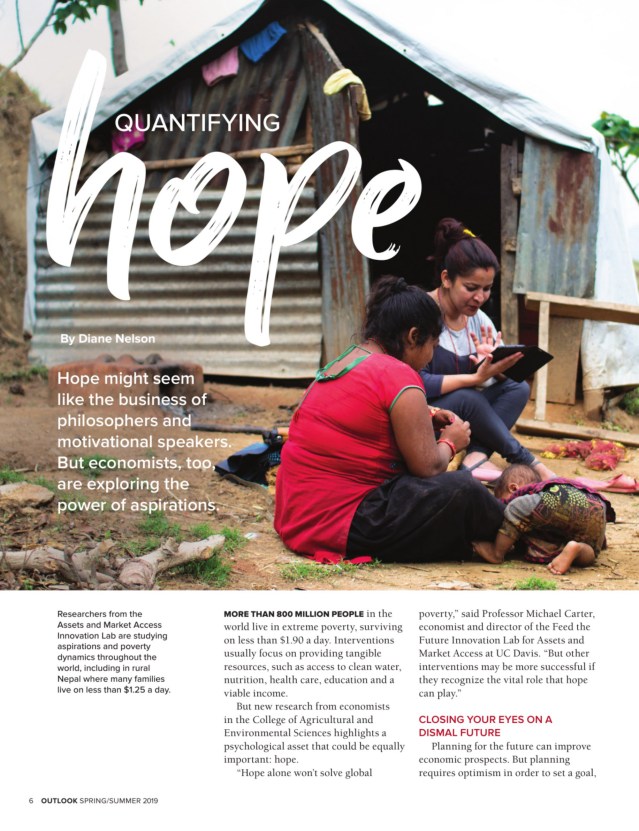 QUANTIFYING
hope
By Diane Nelson
Hope might seem
like the business of
philosophers and
motivational speakers.
But economists, too,
are exploring the
power of aspirations.
Researchers from the
Assets and Market Access
Innovation Lab are studying
aspirations and poverty
dynamics throughout the
world, including in rural
Nepal where many families
live on less than $1.25 a day.
MORE THAN 800 MILLION PEOPLE in the
world live in extreme poverty, surviving
on less than $1.90 a day. Interventions
usually focus on providing tangible
resources, such as access to clean water,
nutrition, health care, education and a
viable income.
But new research from economists
in the College of Agricultural and
Environmental Sciences highlights a
psychological asset that could be equally
important: hope.
“Hope alone won’t solve global
poverty,” said Professor Michael Carter,
economist and director of the Feed the
Future Innovation Lab for Assets and
Market Access at UC Davis. “But other
interventions may be more successful if
they recognize the vital role that hope
can play.”
CLOSING YOUR EYES ON A
DISMAL FUTURE
Planning for the future can improve
economic prospects. But planning
requires optimism in order to set a goal,
6 OUTLOOK SPRING/SUMMER 2019